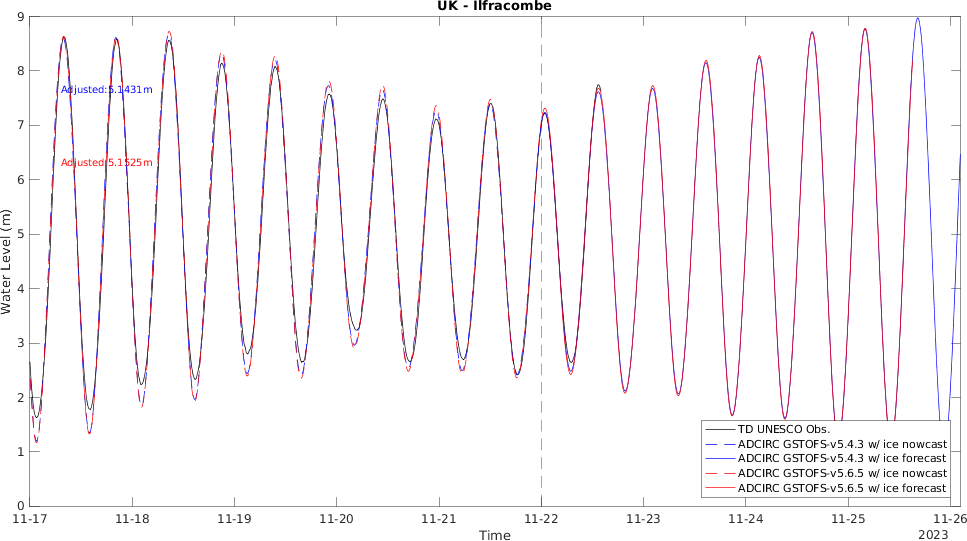 UK - Ilfracombe
9
8
7
6
5
4
3
2
1
0
Water Level (m)
Adjusted:5.1431m
Adjusted:5.1525m
TD UNESCO Obs.
ADCIRC GSTOFS-v5.4.3 w/ ice nowcast
ADCIRC GSTOFS-v5.4.3 w/ ice forecast
ADCIRC GSTOFS-v5.6.5 w/ ice nowcast
ADCIRC GSTOFS-v5.6.5 w/ ice forecast
11-17 11-18 11-19 11-20 11-21 11-22 11-23 11-24 11-25 11-26
Time
2023